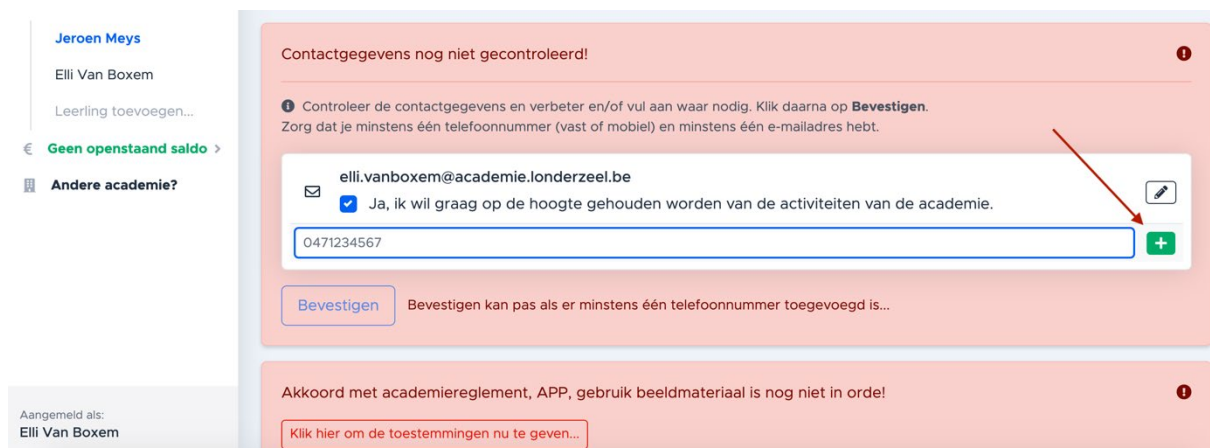 Jeroen Meys
Elli Van Boxem
Leerling toevoegen...
€ Geen openstaand saldo >
Andere academie?
Aangemeld als:
Elli Van Boxem
Contactgegevens nog niet gecontroleerd!
Controleer de contactgegevens en verbeter en/of vul aan waar nodig. Klik daarna op Bevestigen.
Zorg dat je minstens één telefoonnummer (vast of mobiel) en minstens één e-mailadres hebt.
elli.vanboxem@academie.londerzeel.be
Ja, ik wil graag op de hoogte gehouden worden van de activiteiten van de academie.
0471234567
Bevestigen Bevestigen kan pas als er minstens één telefoonnummer toegevoegd is...
Akkoord met academiereglement, APP, gebruik beeldmateriaal is nog niet in orde!
Klik hier om de toestemmingen nu te geven...